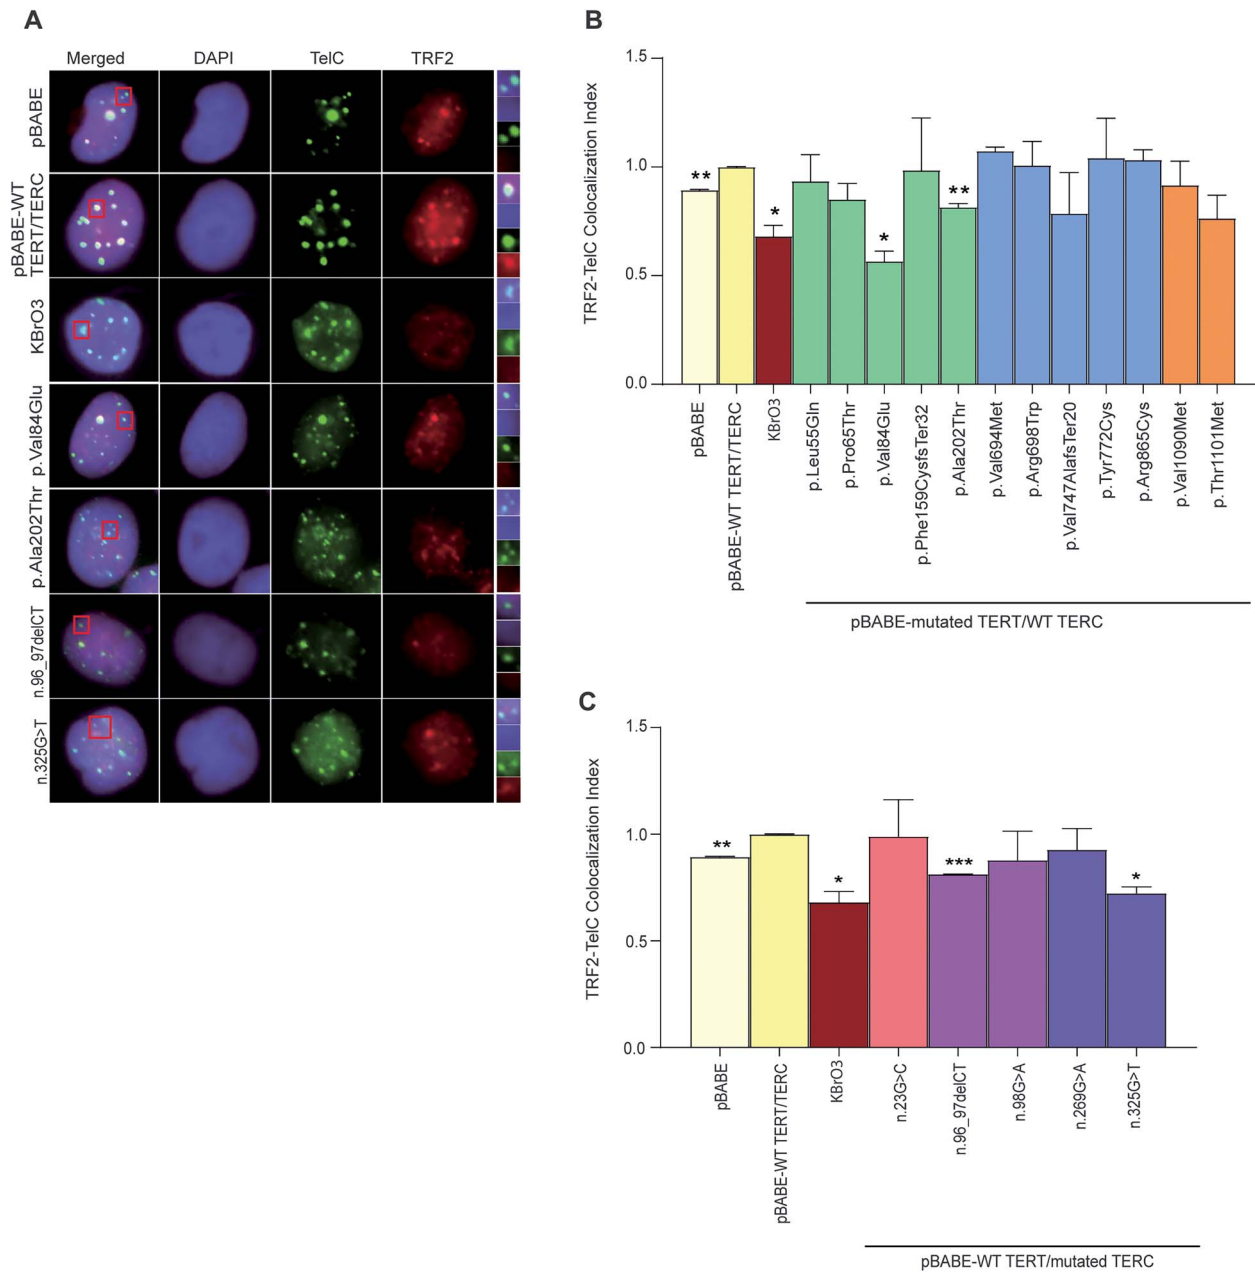 A
Merged
DAPI
TelC
TRF2
pBABE
pBABE-WT
TERT/TERC
KBrO3
p.Val84Glu
p.Ala202Thr
n.96_97delCT
n.325G>T
B
TRF2-TelC Colocalization Index
1.5
1.0
0.5
0.0
**
*
*
**
pBABE
pBABE-WT TERT/TERC
KBrO3
p.Leu55Gln
p.Pro65Thr
p.Val84Glu
p.Phe159CysfsTer32
p.Ala202Thr
p.Val694Met
p.Arg698Trp
p.Val747AlafsTer20
p.Tyr772Cys
p.Arg865Cys
p.Val1090Met
p.Thr1101Met
pBABE-mutated TERT/WT TERC
C
TRF2-TelC Colocalization Index
1.5
1.0
0.5
0.0
**
*
***
*
pBABE
pBABE-WT TERT/TERC
KBrO3
n.23G>C
n.96_97delCT
n.98G>A
n.269G>A
n.325G>T
pBABE-WT TERT/mutated TERC